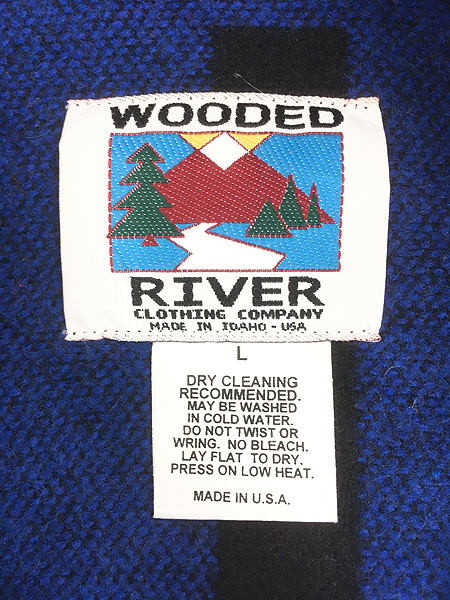 WOODED
RIVER
CLOTHING COMPANY
MADE IN IDAHO - USA
L
DRY CLEANING
RECOMMENDED.
MAY BE WASHED
IN COLD WATER.
DO NOT TWIST OR
WRING. NO BLEACH.
LAY FLAT TO DRY.
PRESS ON LOW HEAT.
MADE IN U.S.A.